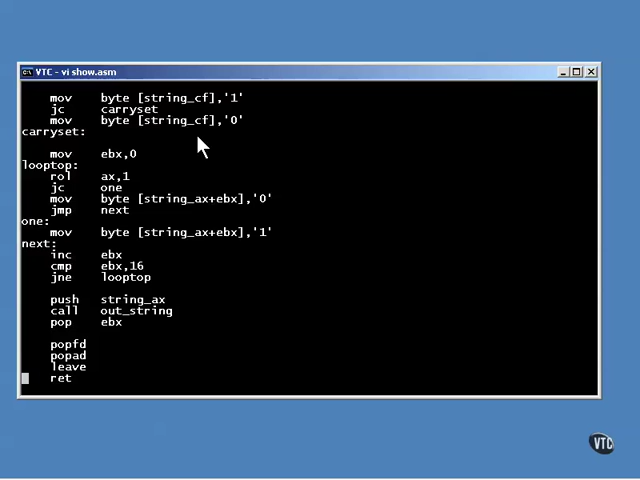 VTC - vi show.asm
mov byte [string_cf],'1'
jc carryset
mov byte [string_cf],'0'
carryset:
mov ebx,0
looptop:
rol ax,1
jc one
mov byte [string_ax+ebx],'0'
jmp next
one:
mov byte [string_ax+ebx],'1'
next:
inc ebx
cmp ebx,16
jne looptop
push string_ax
call out_string
pop ebx
popfd
popad
leave
ret
VTC